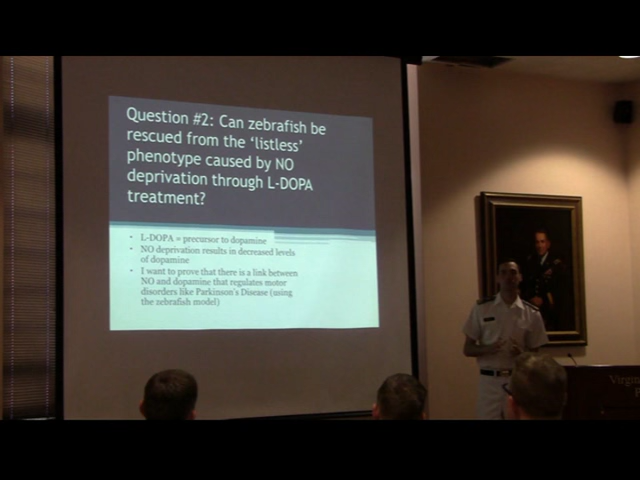 Question #2: Can zebrafish be
rescued from the 'listless'
phenotype caused by NO
deprivation through L-DOPA
treatment?
• L-DOPA = precursor to dopamine
• NO deprivation results in decreased levels
of dopamine
• I want to prove that there is a link between
NO and dopamine that regulates motor
disorders like Parkinson's Disease (using
the zebrafish model)